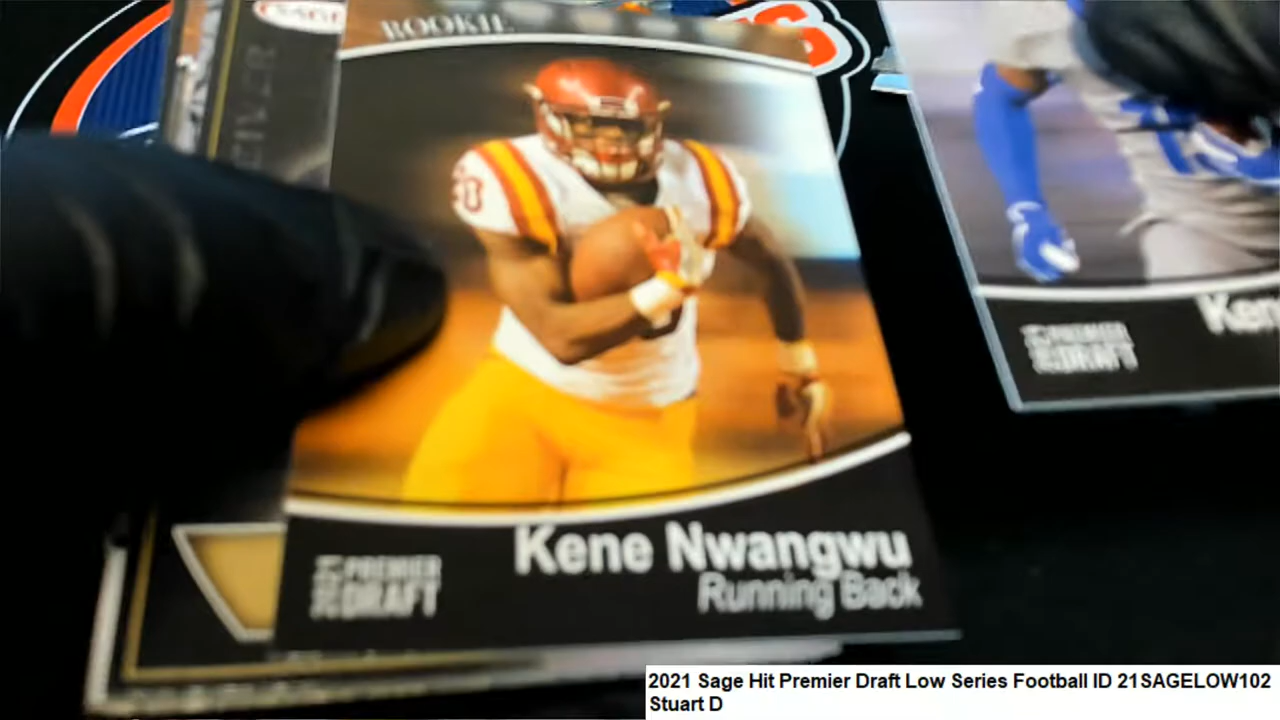 SAGE
ROOKIE
Kene Nwangwu
Running Back
PREMIER
DRAFT
Ken
PREMIER
DRAFT
2021 Sage Hit Premier Draft Low Series Football ID 21SAGELOW102
Stuart D